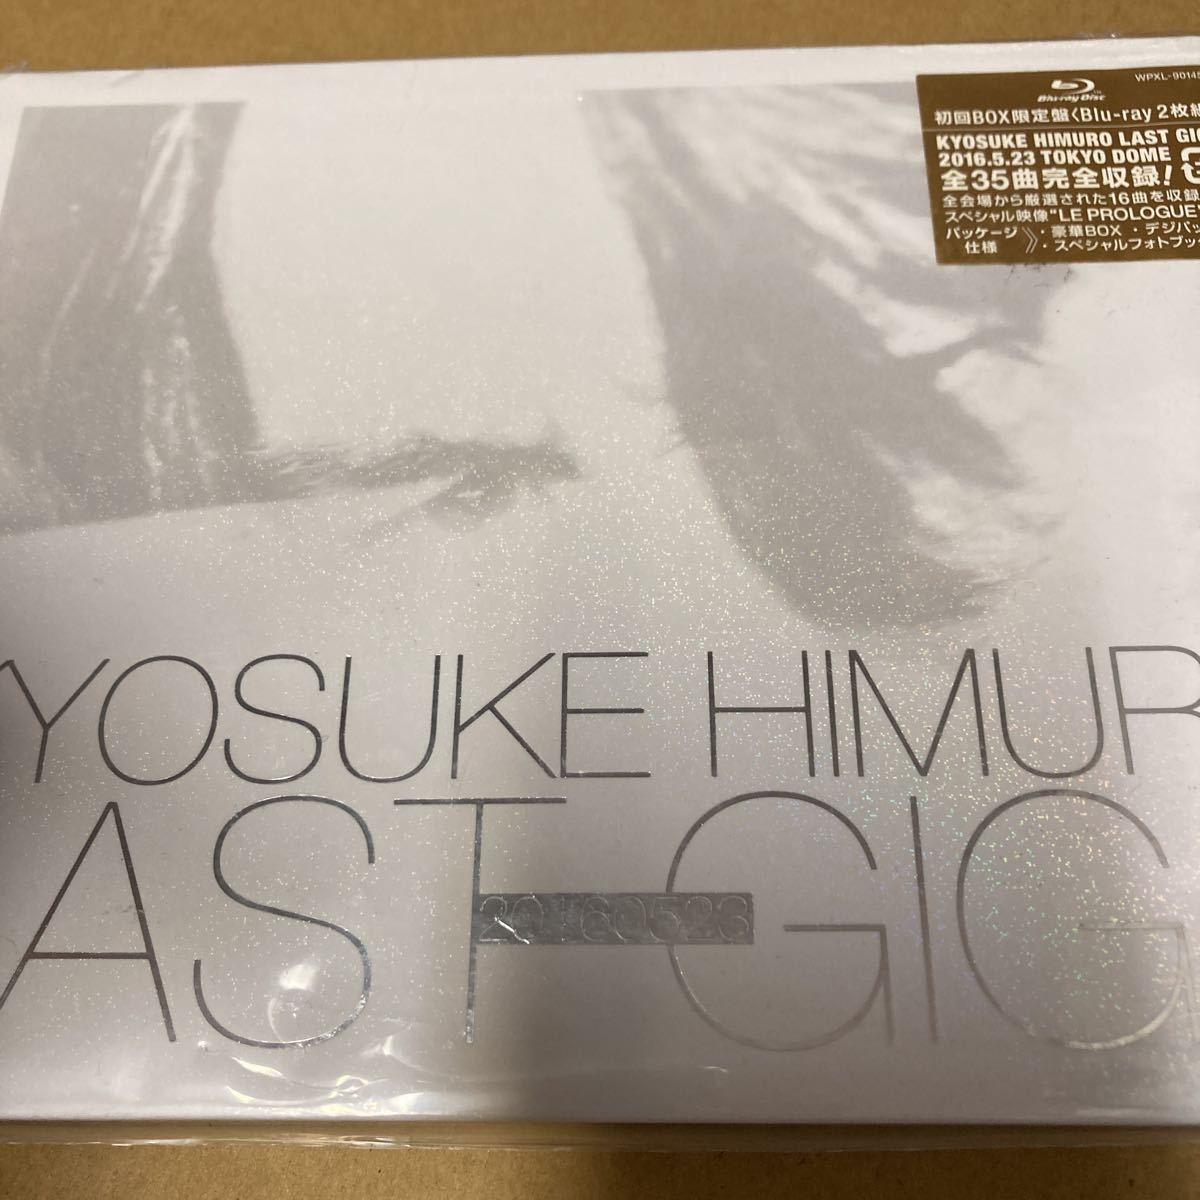 Blu-ray Disc
WPXL-90145
初回BOX限定盤〈Blu-ray 2枚組
KYOSUKE HIMURO LAST GIG
2016.5.23 TOKYO DOME
全35曲完全収録!
全会場から厳選された16曲を収録
スペシャル映像"LE PROLOGUE"
パッケージ仕様 》・豪華BOX ・デジパッ
・スペシャルフォトブック
YOSUKE HIMUR
AST GIG
20160523